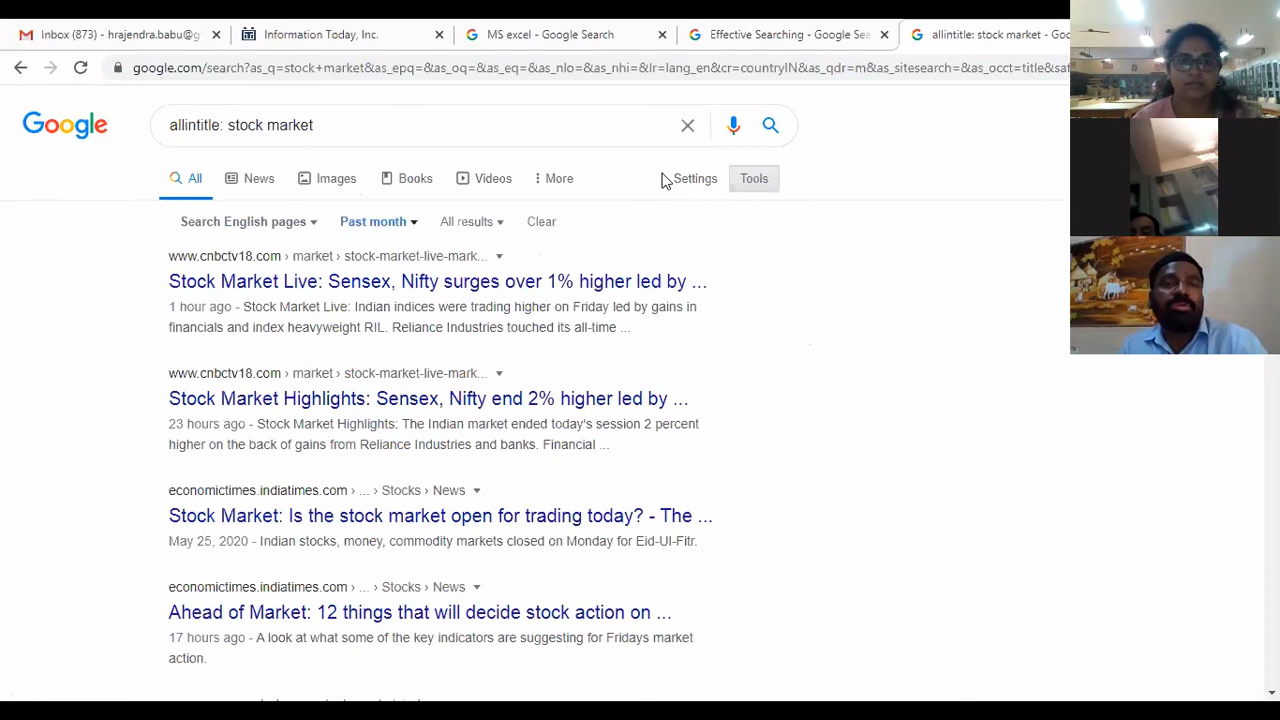 Inbox (873) - hrajendra.babu@g
Information Today, Inc.
MS excel - Google Search
Effective Searching - Google Sea
allintitle: stock market - Goo
google.com/search?as_q=stock+market&as_epq=&as_oq=&as_eq=&as_nlo=&as_nhi=&lr=lang_en&cr=countryIN&as_qdr=m&as_sitesearch=&as_occt=title&saf
Google
allintitle: stock market
All
News
Images
Books
Videos
More
Settings
Tools
Search English pages
Past month
All results
Clear
www.cnbctv18.com › market › stock-market-live-mark...
Stock Market Live: Sensex, Nifty surges over 1% higher led by ...
1 hour ago - Stock Market Live: Indian indices were trading higher on Friday led by gains in
financials and index heavyweight RIL. Reliance Industries touched its all-time ...
www.cnbctv18.com › market › stock-market-live-mark...
Stock Market Highlights: Sensex, Nifty end 2% higher led by ...
23 hours ago - Stock Market Highlights: The Indian market ended today's session 2 percent
higher on the back of gains from Reliance Industries and banks. Financial ...
economictimes.indiatimes.com › ... › Stocks › News
Stock Market: Is the stock market open for trading today? - The ...
May 25, 2020 - Indian stocks, money, commodity markets closed on Monday for Eid-Ul-Fitr.
economictimes.indiatimes.com › ... › Stocks › News
Ahead of Market: 12 things that will decide stock action on ...
17 hours ago - A look at what some of the key indicators are suggesting for Fridays market
action.